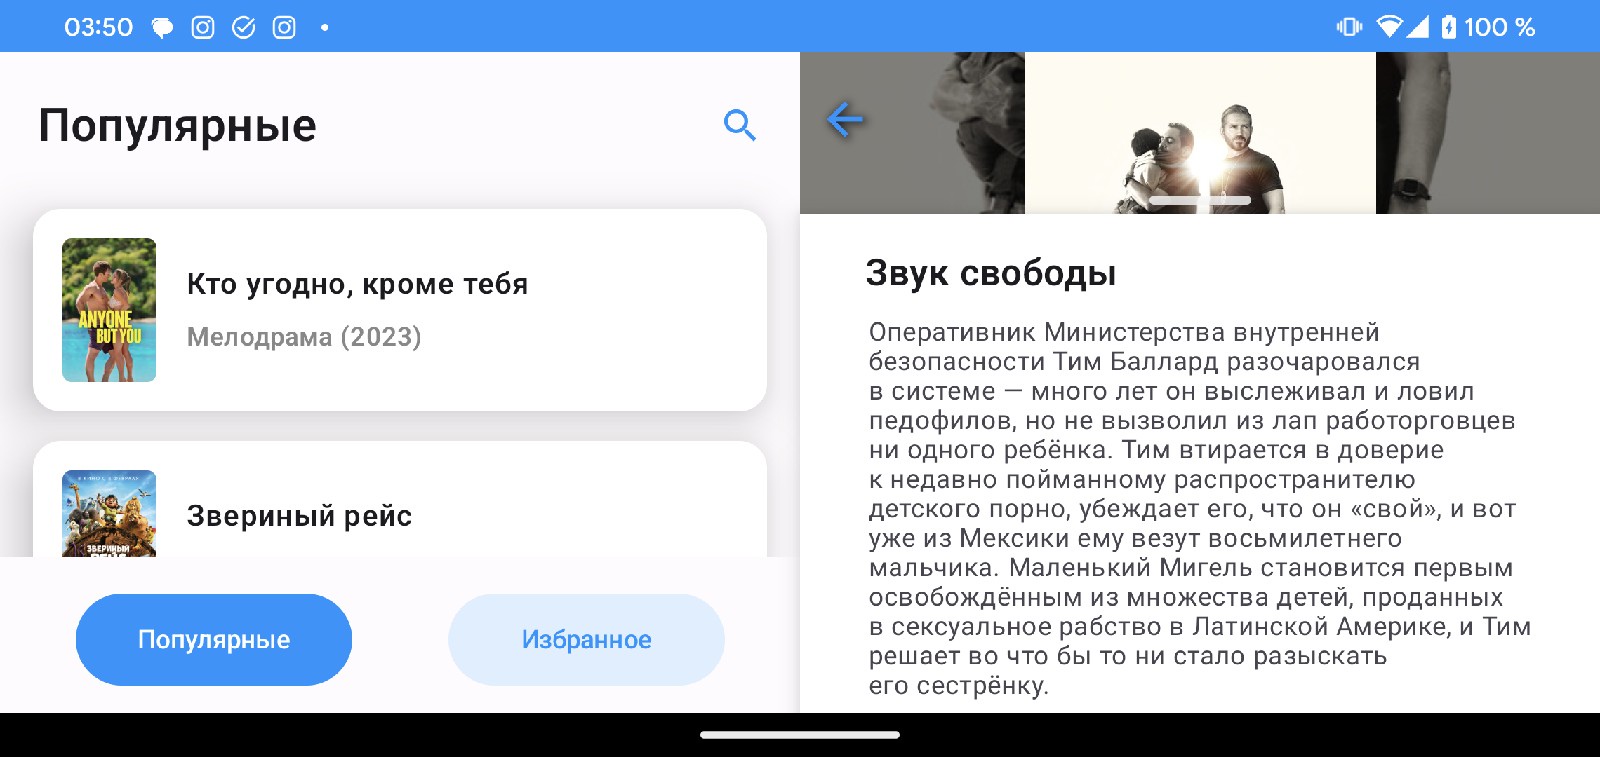 03:50
100 %
Популярные
ANYONE
BUT YOU
Кто угодно, кроме тебя
Мелодрама (2023)
ЗВЕРИНЫЙ
Звериный рейс
Популярные
Избранное
Звук свободы
Оперативник Министерства внутренней
безопасности Тим Баллард разочаровался
в системе — много лет он выслеживал и ловил
педофилов, но не вызволил из лап работорговцев
ни одного ребёнка. Тим втирается в доверие
к недавно пойманному распространителю
детского порно, убеждает его, что он «свой», и вот
уже из Мексики ему везут восьмилетнего
мальчика. Маленький Мигель становится первым
освобождённым из множества детей, проданных
в сексуальное рабство в Латинской Америке, и Тим
решает во что бы то ни стало разыскать
его сестрёнку.